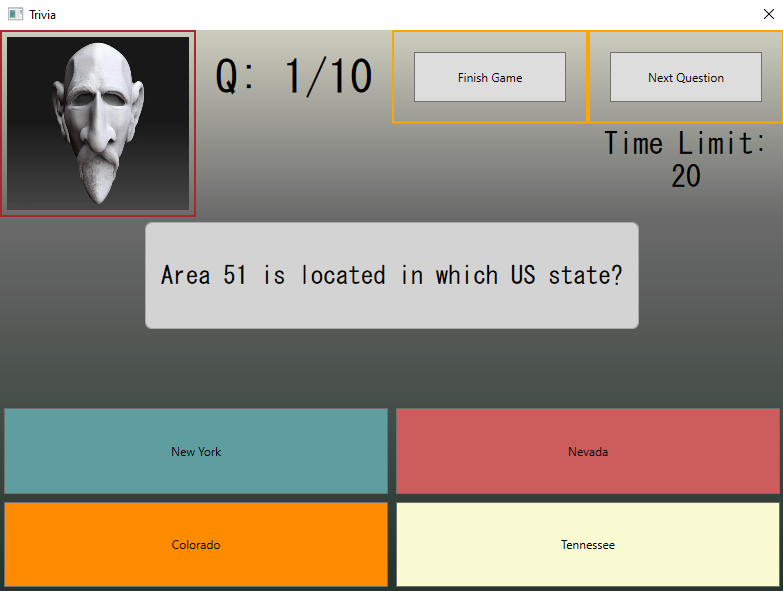 Trivia
Q: 1/10
Finish Game
Next Question
Time Limit:
20
Area 51 is located in which US state?
New York
Nevada
Colorado
Tennessee